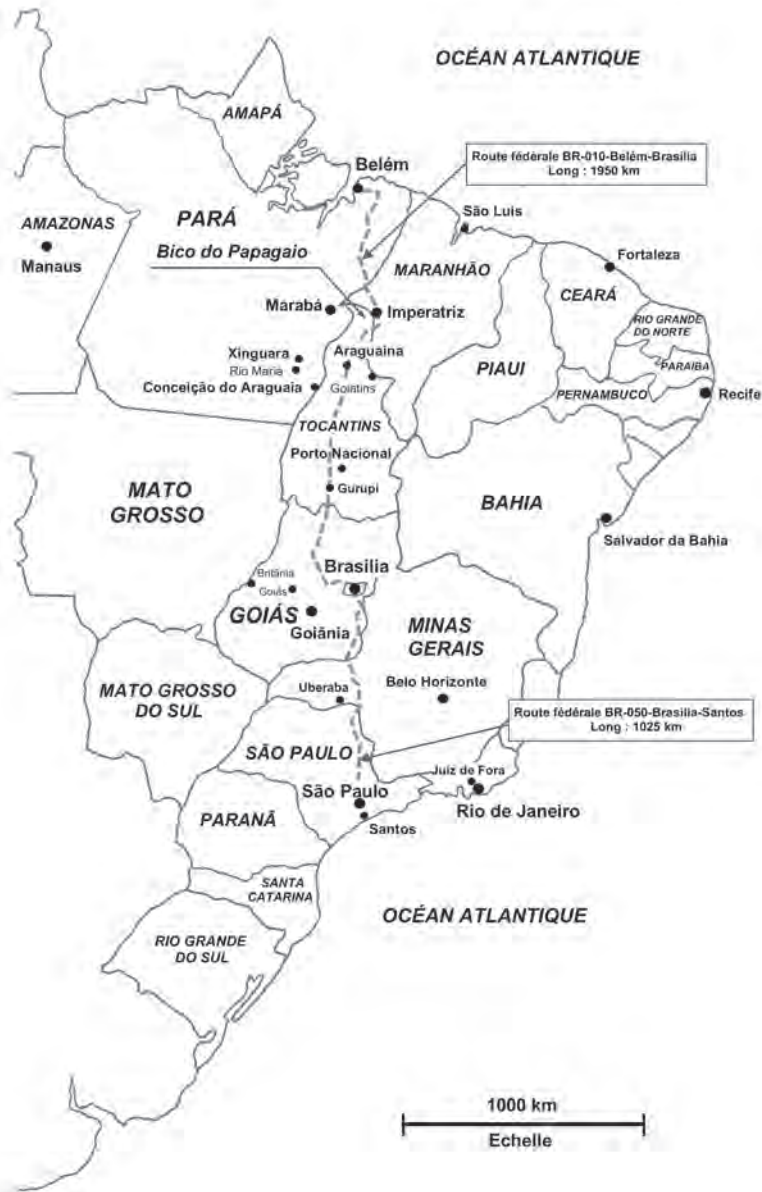 OCÉAN ATLANTIQUE
AMAPÁ
Route fédérale BR-010-Belém-Brasilia
Long : 1950 km
Belém
AMAZONAS
Manaus
PARÁ
Bico do Papagaio
São Luis
MARANHÃO
Fortaleza
CEARÁ
RIO GRANDE
DO NORTE
Marabá
Imperatriz
PARAÍBA
Xinguara
Rio Maria
Conceição do Araguaia
Araguaina
Goiatins
PIAUI
PERNAMBUCO
Recife
TOCANTINS
Porto Nacional
Gurupi
MATO
GROSSO
BAHIA
Salvador da Bahia
Brasilia
Britânia
Goiás
GOIÁS
Goiânia
MINAS
GERAIS
MATO GROSSO
DO SUL
Uberaba
Belo Horizonte
Route fédérale BR-050-Brasilia-Santos
Long : 1025 km
SÃO PAULO
São Paulo
Juiz de Fora
Rio de Janeiro
Santos
PARANÃ
SANTA
CATARINA
OCÉAN ATLANTIQUE
RIO GRANDE
DO SUL
1000 km
Echelle